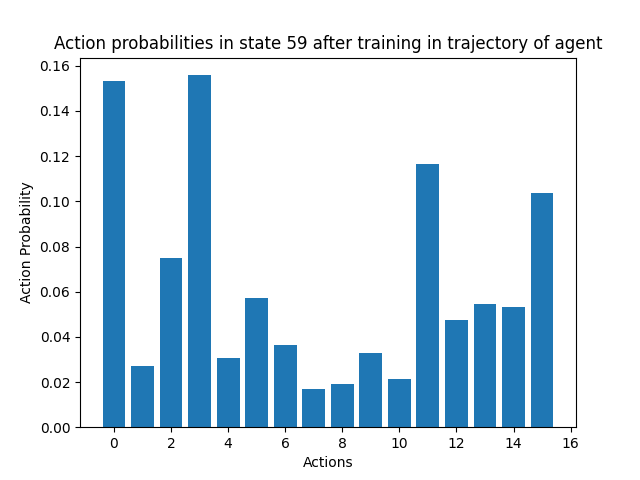 Action probabilities in state 59 after training in trajectory of agent
0.16
0.14
0.12
0.10
0.08
0.06
0.04
0.02
0.00
Action Probability
0 2 4 6 8 10 12 14 16
Actions